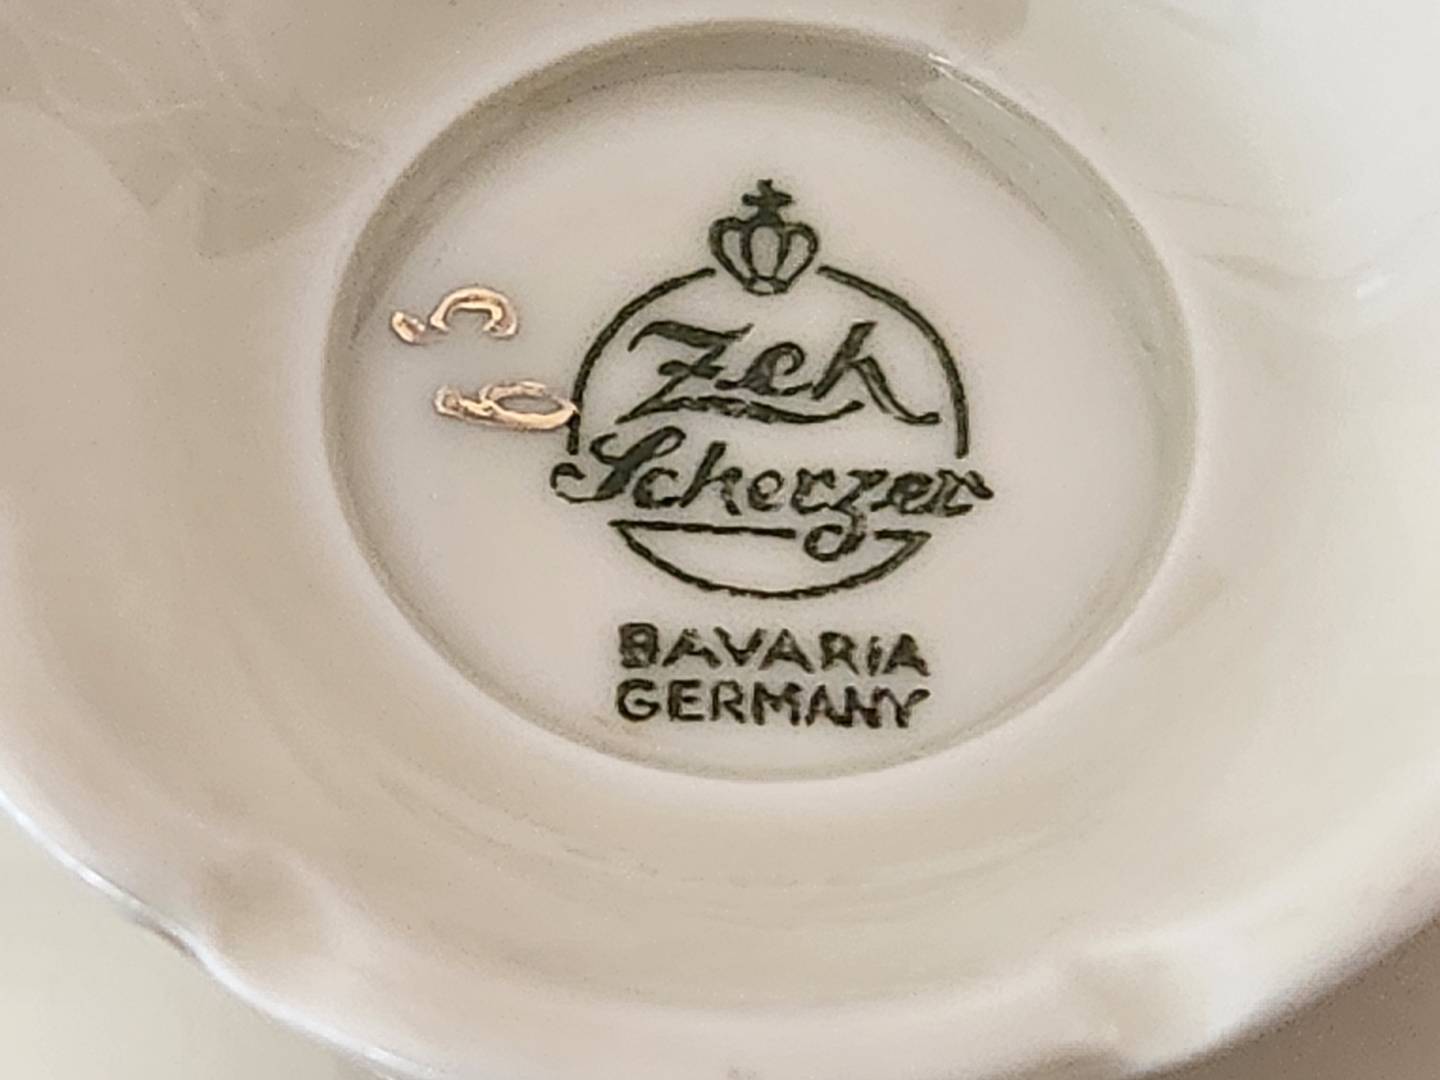 Zeh
Scherzer
BAVARIA
GERMANY